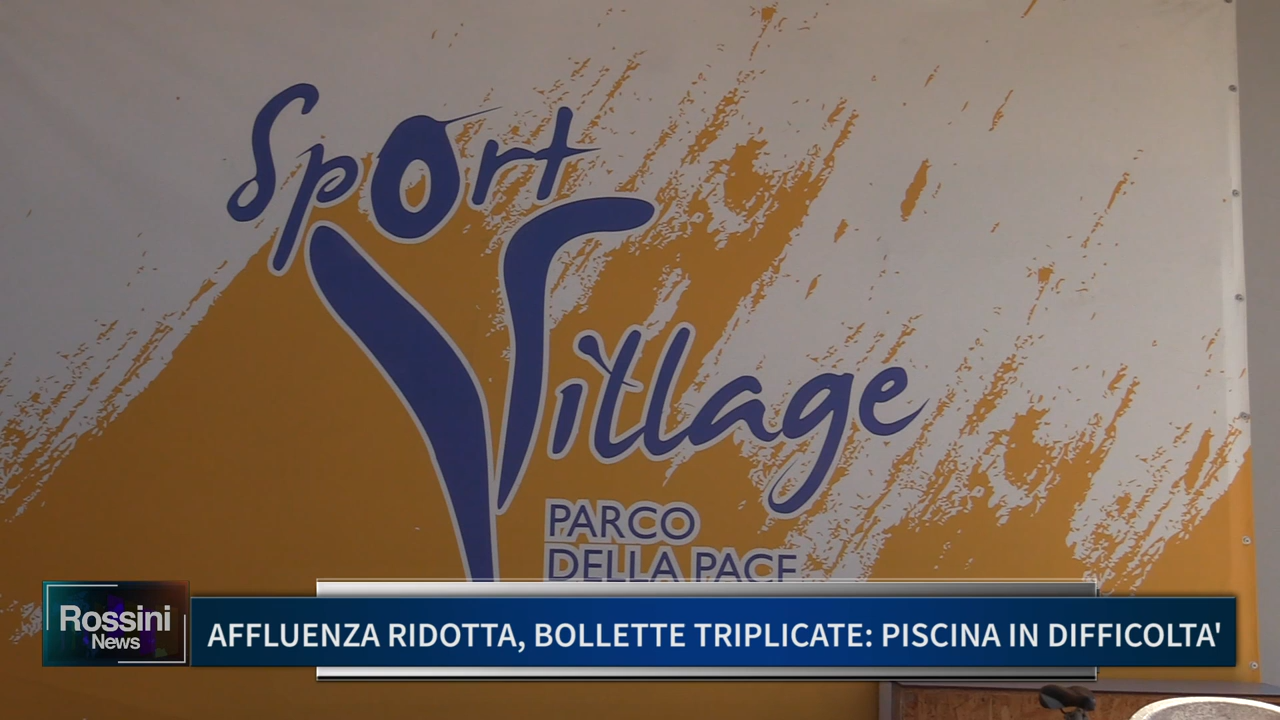 Sport
Village
PARCO
DELLA PACE
Rossini
News
AFFLUENZA RIDOTTA, BOLLETTE TRIPLICATE: PISCINA IN DIFFICOLTA'